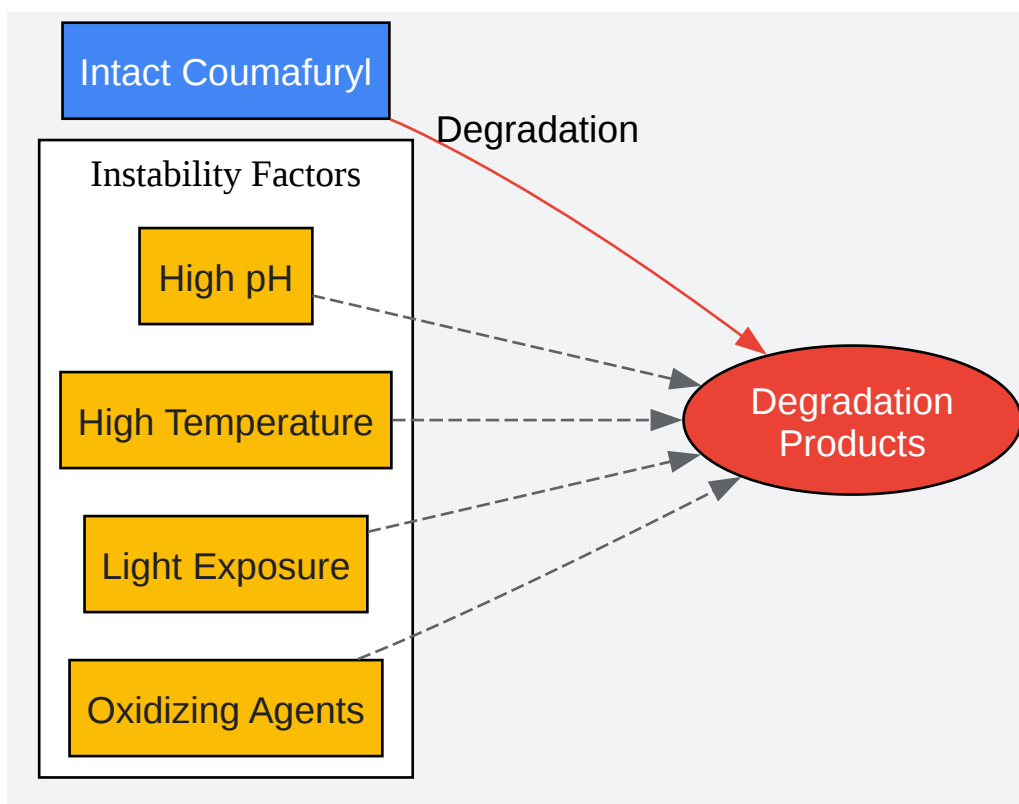 Intact Coumafuryl
Degradation
Instability Factors
High pH
High Temperature
Light Exposure
Oxidizing Agents
Degradation
Products